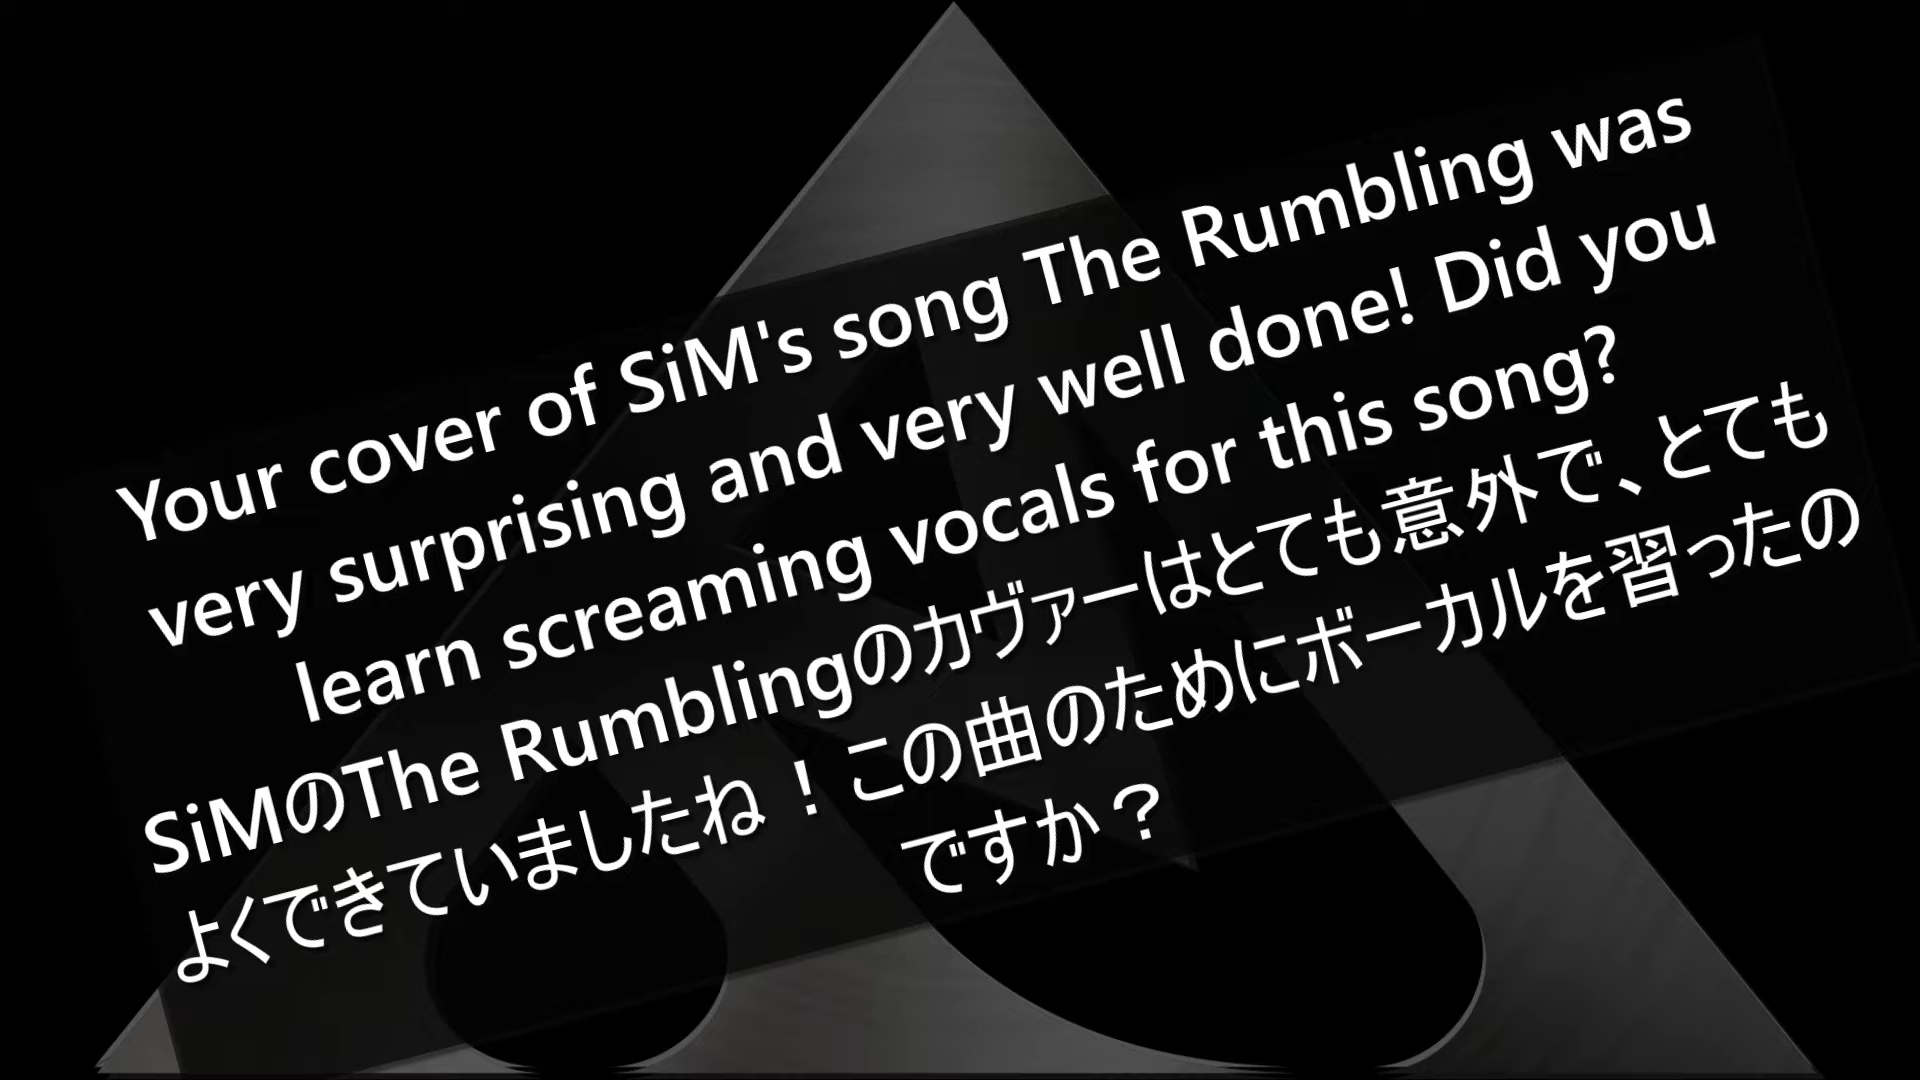 Your cover of SiM's song The Rumbling was
very surprising and very well done! Did you
learn screaming vocals for this song?
SiMのThe Rumblingのカヴァーはとても意外で、とても
よくできていましたね！この曲のためにボーカルを習ったの
ですか？